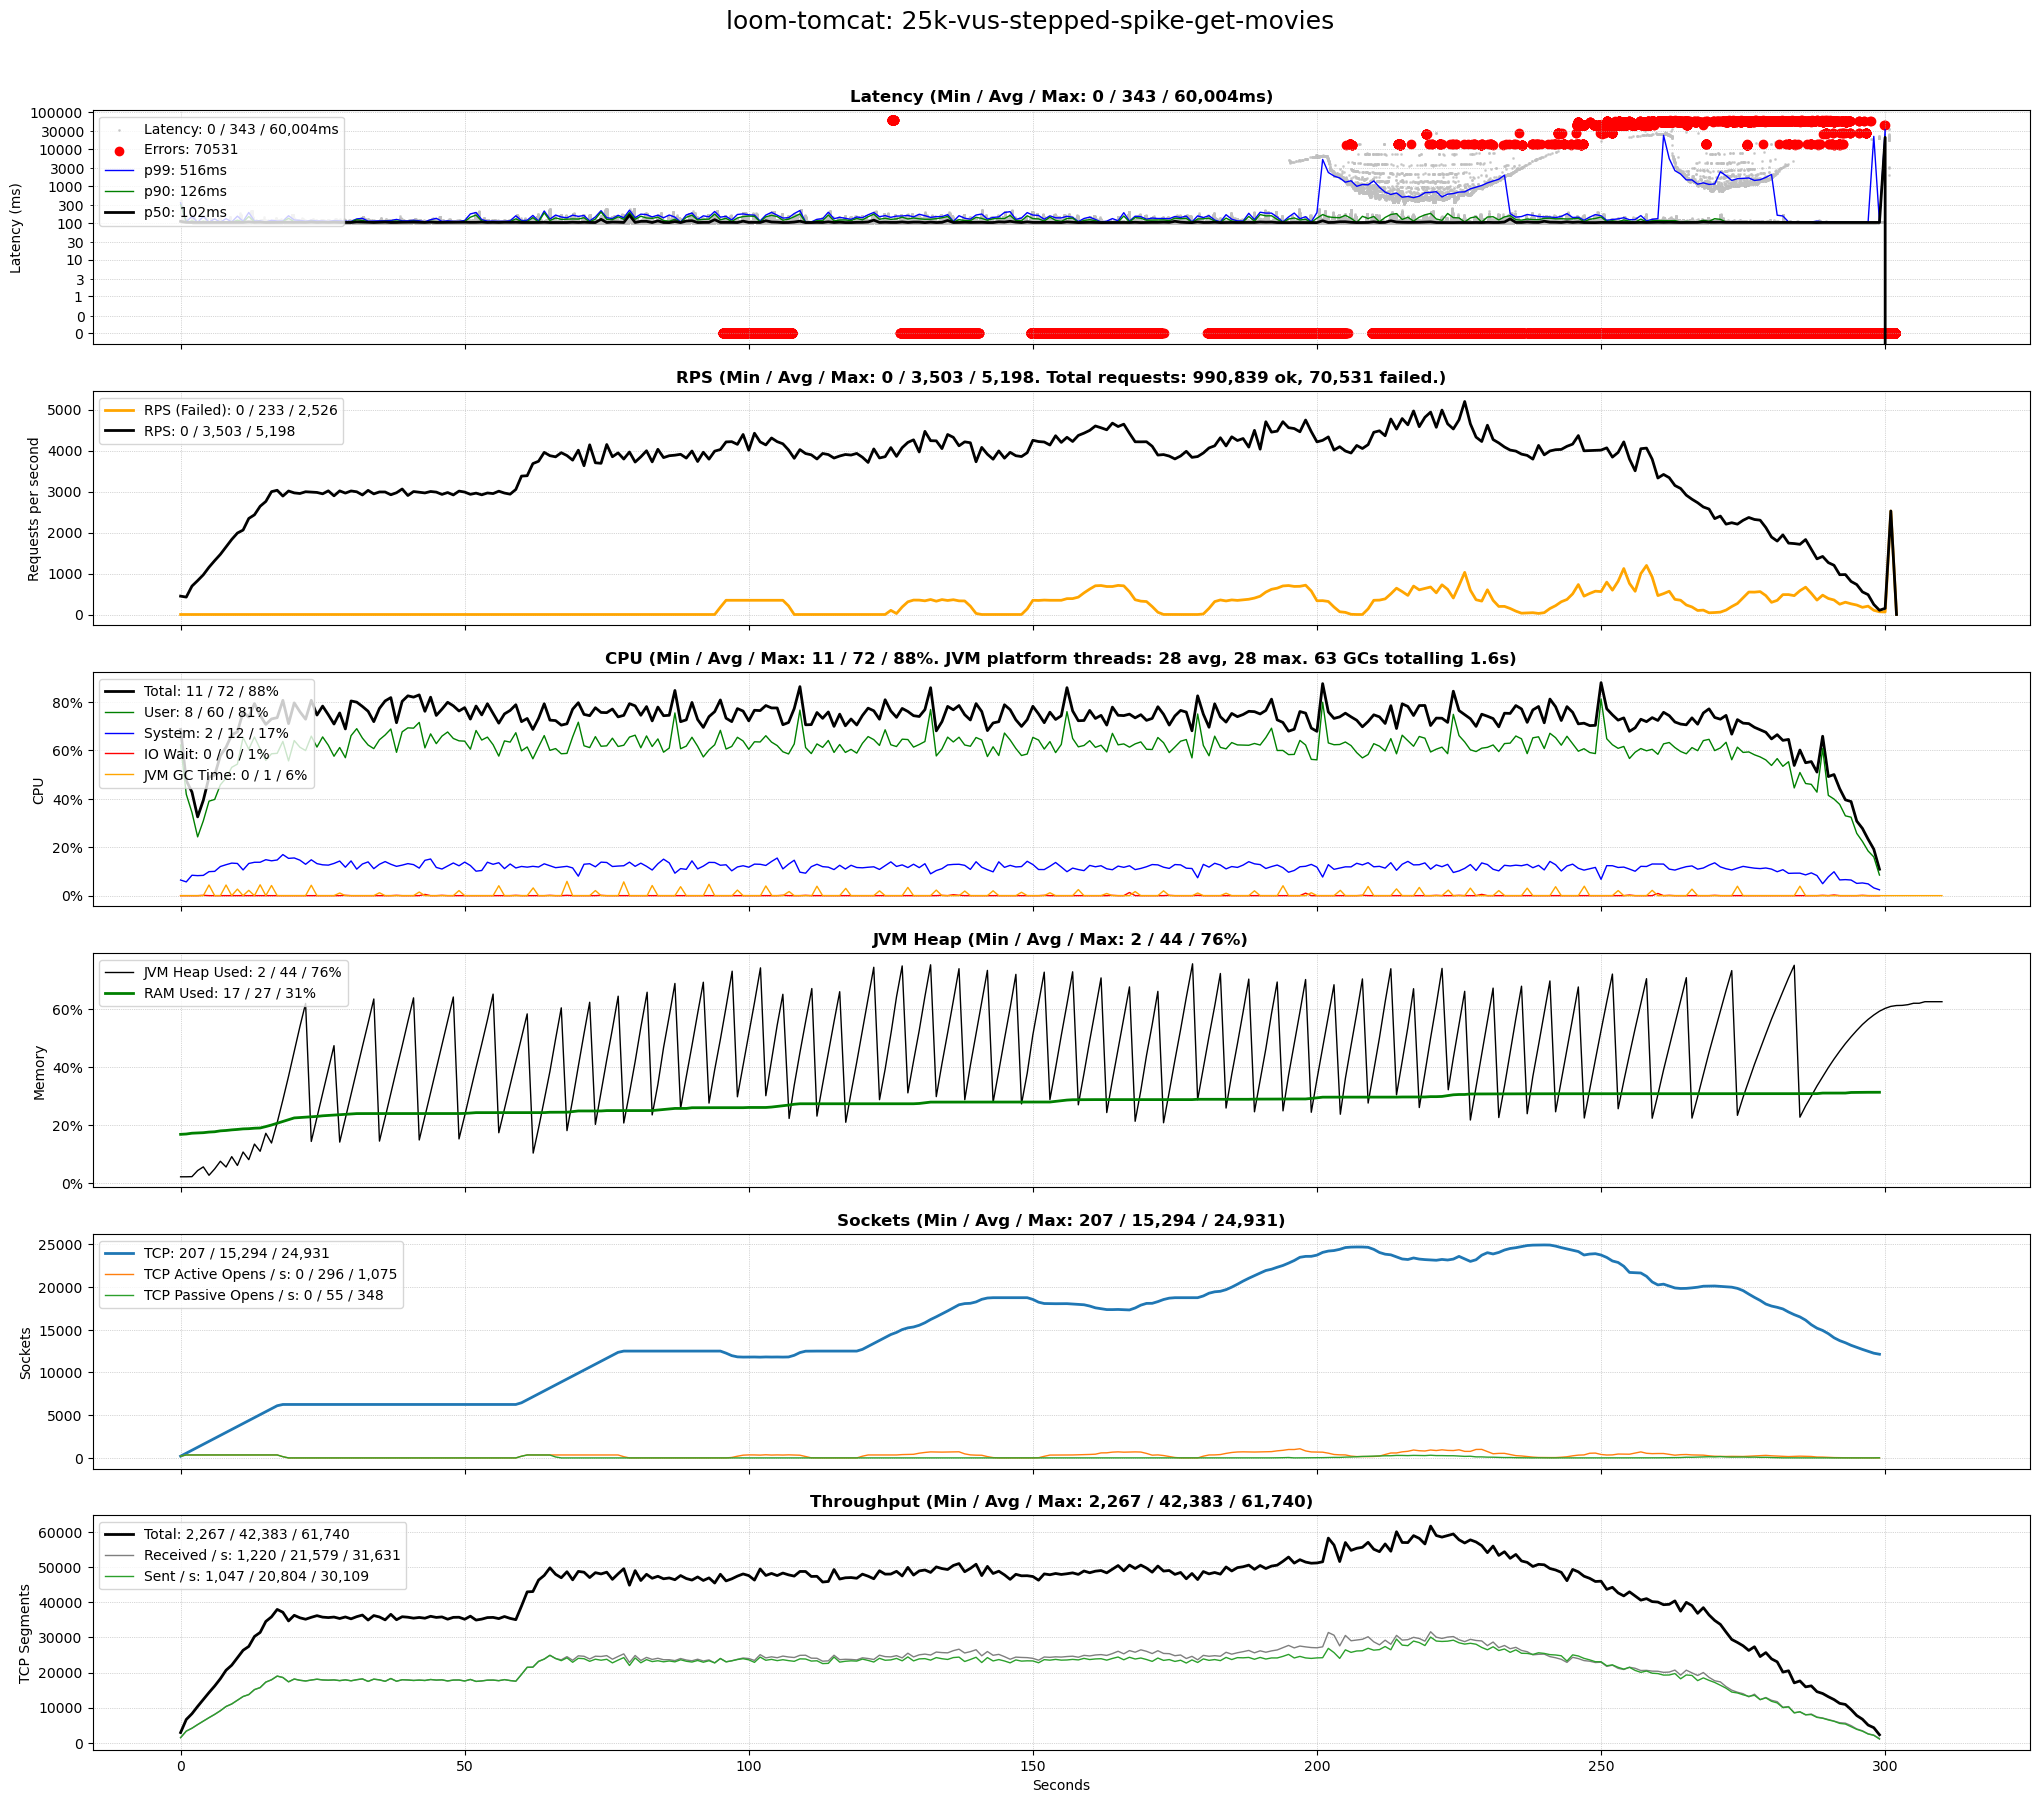 loom-tomcat: 25k-vus-stepped-spike-get-movies
Latency (Min / Avg / Max: 0 / 343 / 60,004ms)
Latency (ms)
100000
30000
10000
3000
1000
300
100
30
10
3
1
0
0
Latency: 0 / 343 / 60,004ms
Errors: 70531
p99: 516ms
p90: 126ms
p50: 102ms
RPS (Min / Avg / Max: 0 / 3,503 / 5,198. Total requests: 990,839 ok, 70,531 failed.)
Requests per second
5000
4000
3000
2000
1000
0
RPS (Failed): 0 / 233 / 2,526
RPS: 0 / 3,503 / 5,198
CPU (Min / Avg / Max: 11 / 72 / 88%. JVM platform threads: 28 avg, 28 max. 63 GCs totalling 1.6s)
CPU
80%
60%
40%
20%
0%
Total: 11 / 72 / 88%
User: 8 / 60 / 81%
System: 2 / 12 / 17%
IO Wait: 0 / 0 / 1%
JVM GC Time: 0 / 1 / 6%
JVM Heap (Min / Avg / Max: 2 / 44 / 76%)
Memory
60%
40%
20%
0%
JVM Heap Used: 2 / 44 / 76%
RAM Used: 17 / 27 / 31%
Sockets (Min / Avg / Max: 207 / 15,294 / 24,931)
Sockets
25000
20000
15000
10000
5000
0
TCP: 207 / 15,294 / 24,931
TCP Active Opens / s: 0 / 296 / 1,075
TCP Passive Opens / s: 0 / 55 / 348
Throughput (Min / Avg / Max: 2,267 / 42,383 / 61,740)
TCP Segments
60000
50000
40000
30000
20000
10000
0
Total: 2,267 / 42,383 / 61,740
Received / s: 1,220 / 21,579 / 31,631
Sent / s: 1,047 / 20,804 / 30,109
0 50 100 150 200 250 300
Seconds